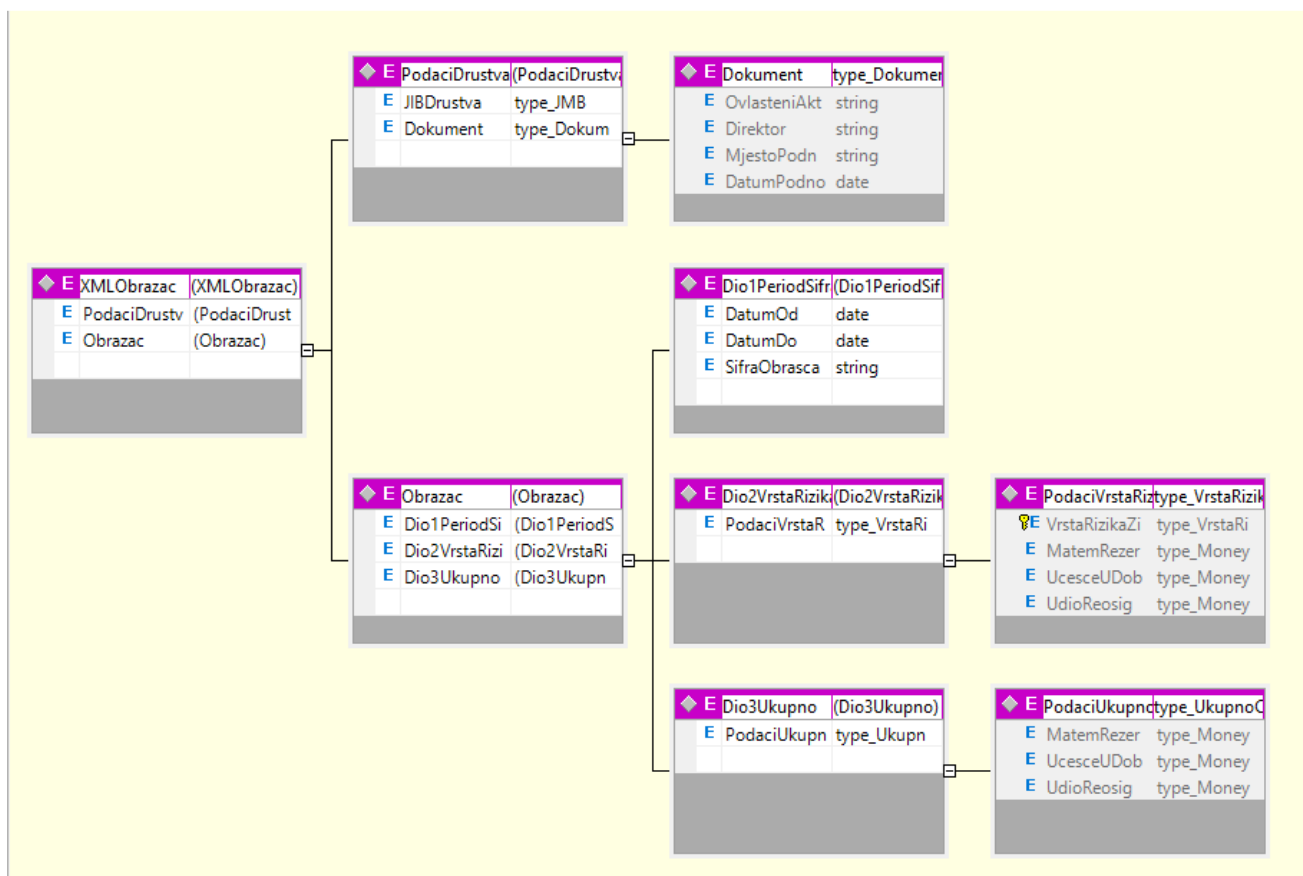 E PodaciDrustva (PodaciDrustva
E JIBDrustva type_JMB
E Dokument type_Dokum
E Dokument type_Dokumer
E OvlasteniAkt string
E Direktor string
E MjestoPodn string
E DatumPodno date
E XMLObrazac (XMLObrazac)
E PodaciDrustv (PodaciDrust
E Obrazac (Obrazac)
E Dio1PeriodSifr (Dio1PeriodSif
E DatumOd date
E DatumDo date
E SifraObrasca string
E Obrazac (Obrazac)
E Dio1PeriodSi (Dio1PeriodS
E Dio2VrstaRizi (Dio2VrstaRi
E Dio3Ukupno (Dio3Ukupn
E Dio2VrstaRizika (Dio2VrstaRizik
E PodaciVrstaR type_VrstaRi
E PodaciVrstaRiz type_VrstaRizik
E VrstaRizikaZi type_VrstaRi
E MatemRezer type_Money
E UcesceUDob type_Money
E UdioReosig type_Money
E Dio3Ukupno (Dio3Ukupno)
E PodaciUkupn type_Ukupn
E PodaciUkupno type_UkupnoO
E MatemRezer type_Money
E UcesceUDob type_Money
E UdioReosig type_Money